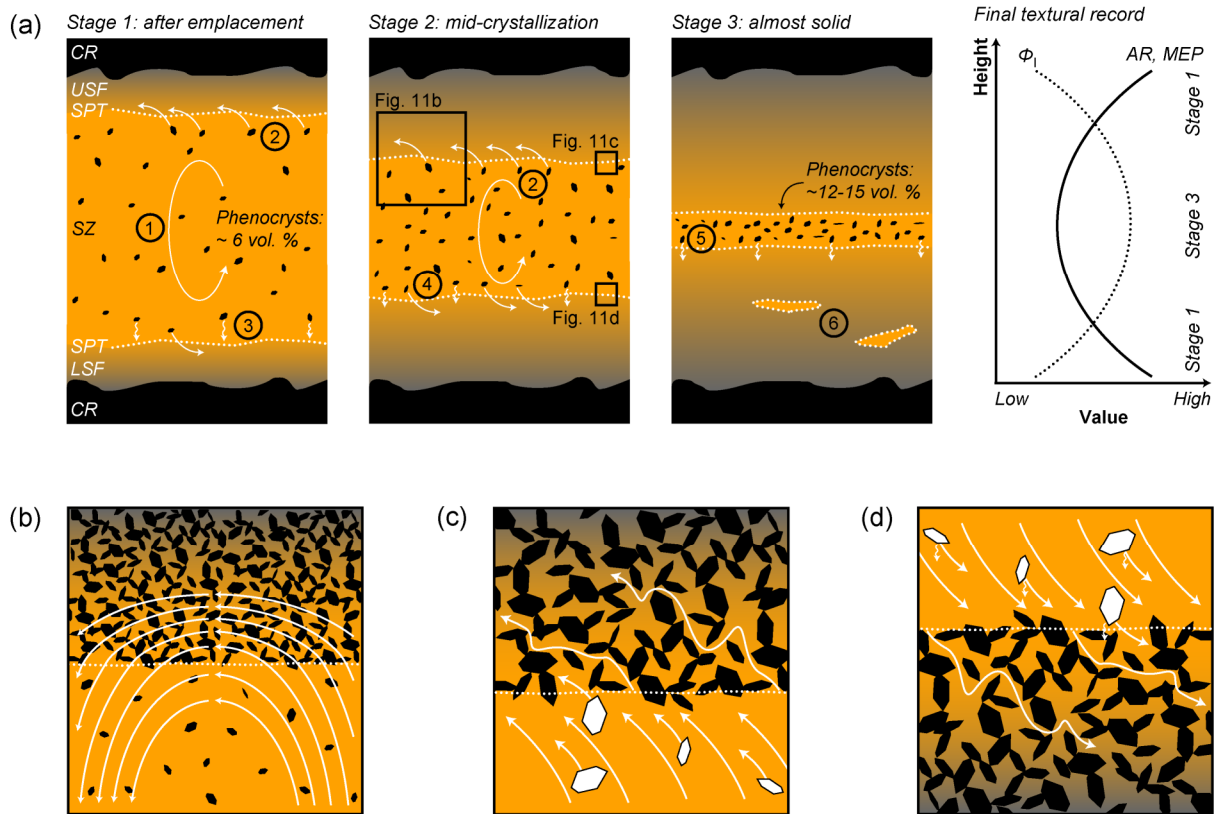 (a)
Stage 1: after emplacement
CR
USF
SPT
2
SZ
1
Phenocrysts:
~ 6 vol. %
3
SPT
LSF
CR
Stage 2: mid-crystallization
Fig. 11b
Fig. 11c
2
4
Fig. 11d
Stage 3: almost solid
Phenocrysts:
~12-15 vol. %
5
6
Final textural record
Height
Φl
AR, MEP
Stage 1
Stage 3
Stage 1
Low
High
Value
(b)
(c)
(d)